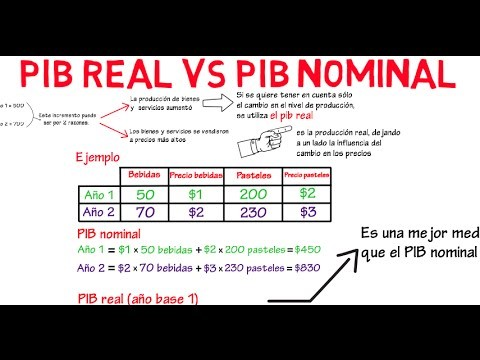 PIB REAL VS PIB NOMINAL
1 x 500
2 x 700
Este incremento puede
ser por 2 razones.
La producción de bienes
y servicios aumentó
Los bienes y servicios se vendieron
a precios más altos
Si se quiere tener en cuenta sólo
el cambio en el nivel de producción,
se utiliza el pib real
es la producción real, dejando
a un lado la influencia del
cambio en los precios
Ejemplo
Bebidas Precio bebidas Pasteles Precio pasteles
Año 1 50 $1 200 $2
Año 2 70 $2 230 $3
PIB nominal
Año 1 = $1 x 50 bebidas + $2 x 200 pasteles = $450
Año 2 = $2 x 70 bebidas + $3 x 230 pasteles = $830
PIB real (año base 1)
Es una mejor med
que el PIB nominal